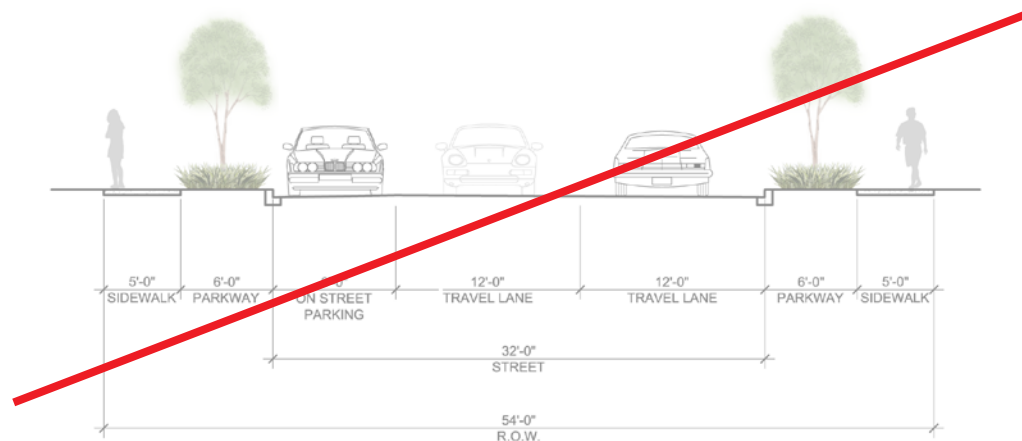 5'-0"
SIDEWALK
6'-0"
PARKWAY
ON STREET
PARKING
12'-0"
TRAVEL LANE
12'-0"
TRAVEL LANE
6'-0"
PARKWAY
5'-0"
SIDEWALK
32'-0"
STREET
54'-0"
R.O.W.